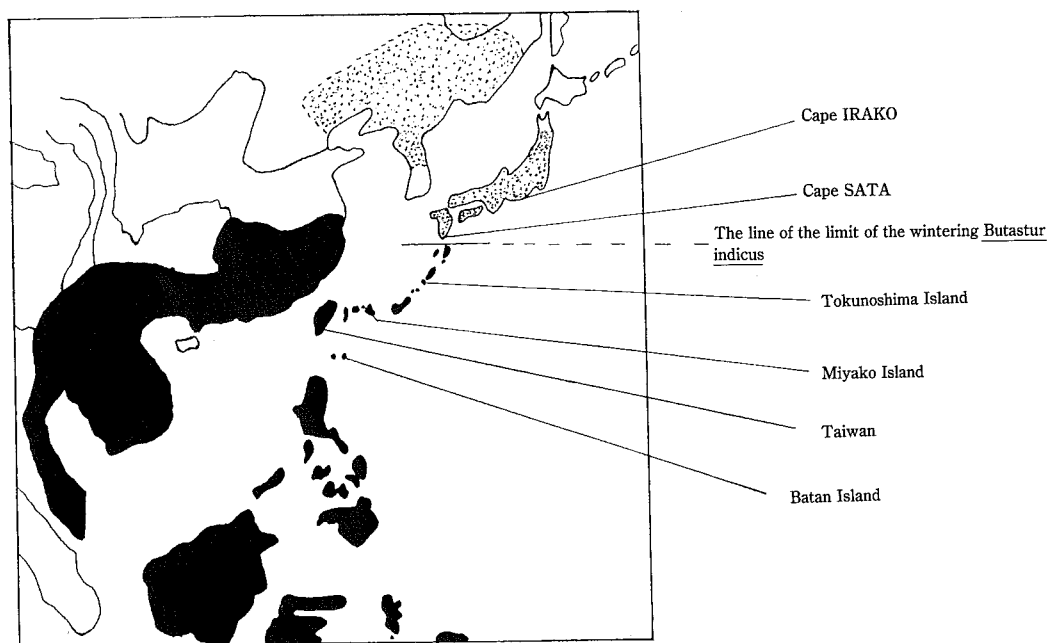 Cape IRAKO
Cape SATA
The line of the limit of the wintering Butastur
indicus
Tokunoshima Island
Miyako Island
Taiwan
Batan Island